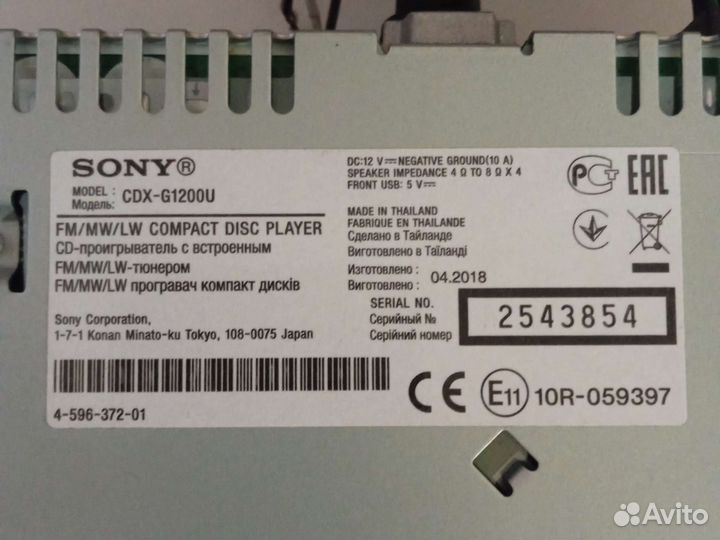 SONY®
MODEL : CDX-G1200U
Модель:
FM/MW/LW COMPACT DISC PLAYER
CD-проигрыватель с встроенным
FM/MW/LW-тюнером
FM/MW/LW програвач компакт дисків
Sony Corporation,
1-7-1 Konan Minato-ku Tokyo, 108-0075 Japan
4-596-372-01
DC:12 V⎓NEGATIVE GROUND(10 A)
SPEAKER IMPEDANCE 4 Ω TO 8 Ω X 4
FRONT USB: 5 V⎓
MADE IN THAILAND
FABRIQUE EN THAILANDE
Сделано в Тайланде
Виготовлено в Таїланді
Изготовлено : 04.2018
Виготовлено :
SERIAL NO.
Серийный №
Серійний номер
2543854
PCT EAC
CE E11 10R-059397
Avito